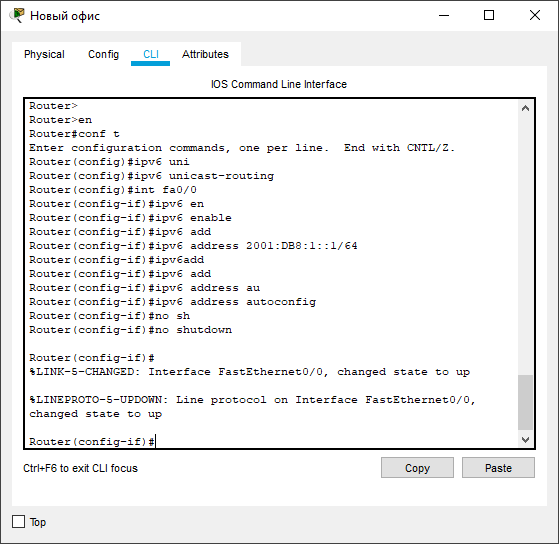 Новый офис
Physical Config CLI Attributes
IOS Command Line Interface
Router>
Router>en
Router#conf t
Enter configuration commands, one per line.  End with CNTL/Z.
Router(config)#ipv6 uni
Router(config)#ipv6 unicast-routing
Router(config)#int fa0/0
Router(config-if)#ipv6 en
Router(config-if)#ipv6 enable
Router(config-if)#ipv6 add
Router(config-if)#ipv6 address 2001:DB8:1::1/64
Router(config-if)#ipv6add
Router(config-if)#ipv6 add
Router(config-if)#ipv6 address au
Router(config-if)#ipv6 address autoconfig
Router(config-if)#no sh
Router(config-if)#no shutdown
Router(config-if)#
%LINK-5-CHANGED: Interface FastEthernet0/0, changed state to up
%LINEPROTO-5-UPDOWN: Line protocol on Interface FastEthernet0/0,
changed state to up
Router(config-if)#
Ctrl+F6 to exit CLI focus
Copy
Paste
Top